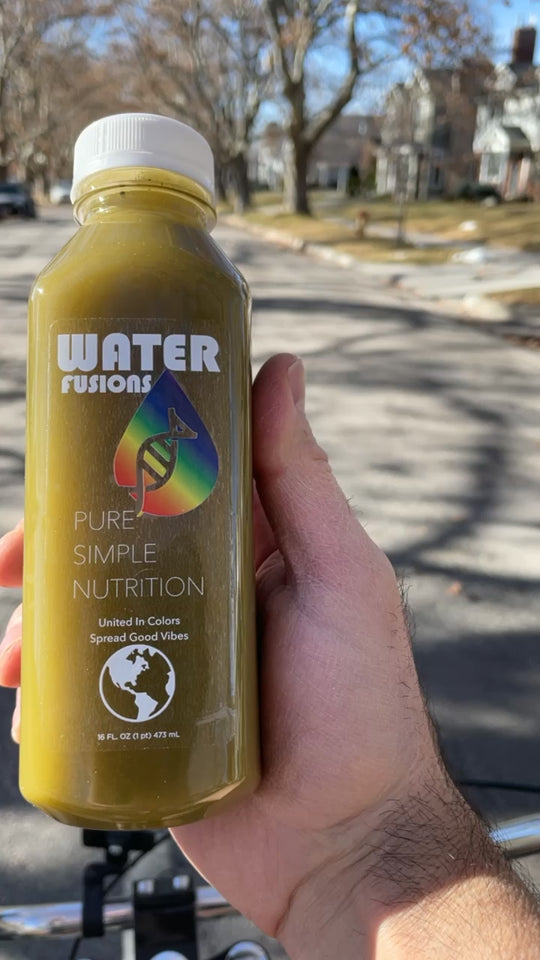 WATER
FUSIONS
PURE
SIMPLE
NUTRITION
United In Colors
Spread Good Vibes
16 FL. OZ (1 pt) 473 mL